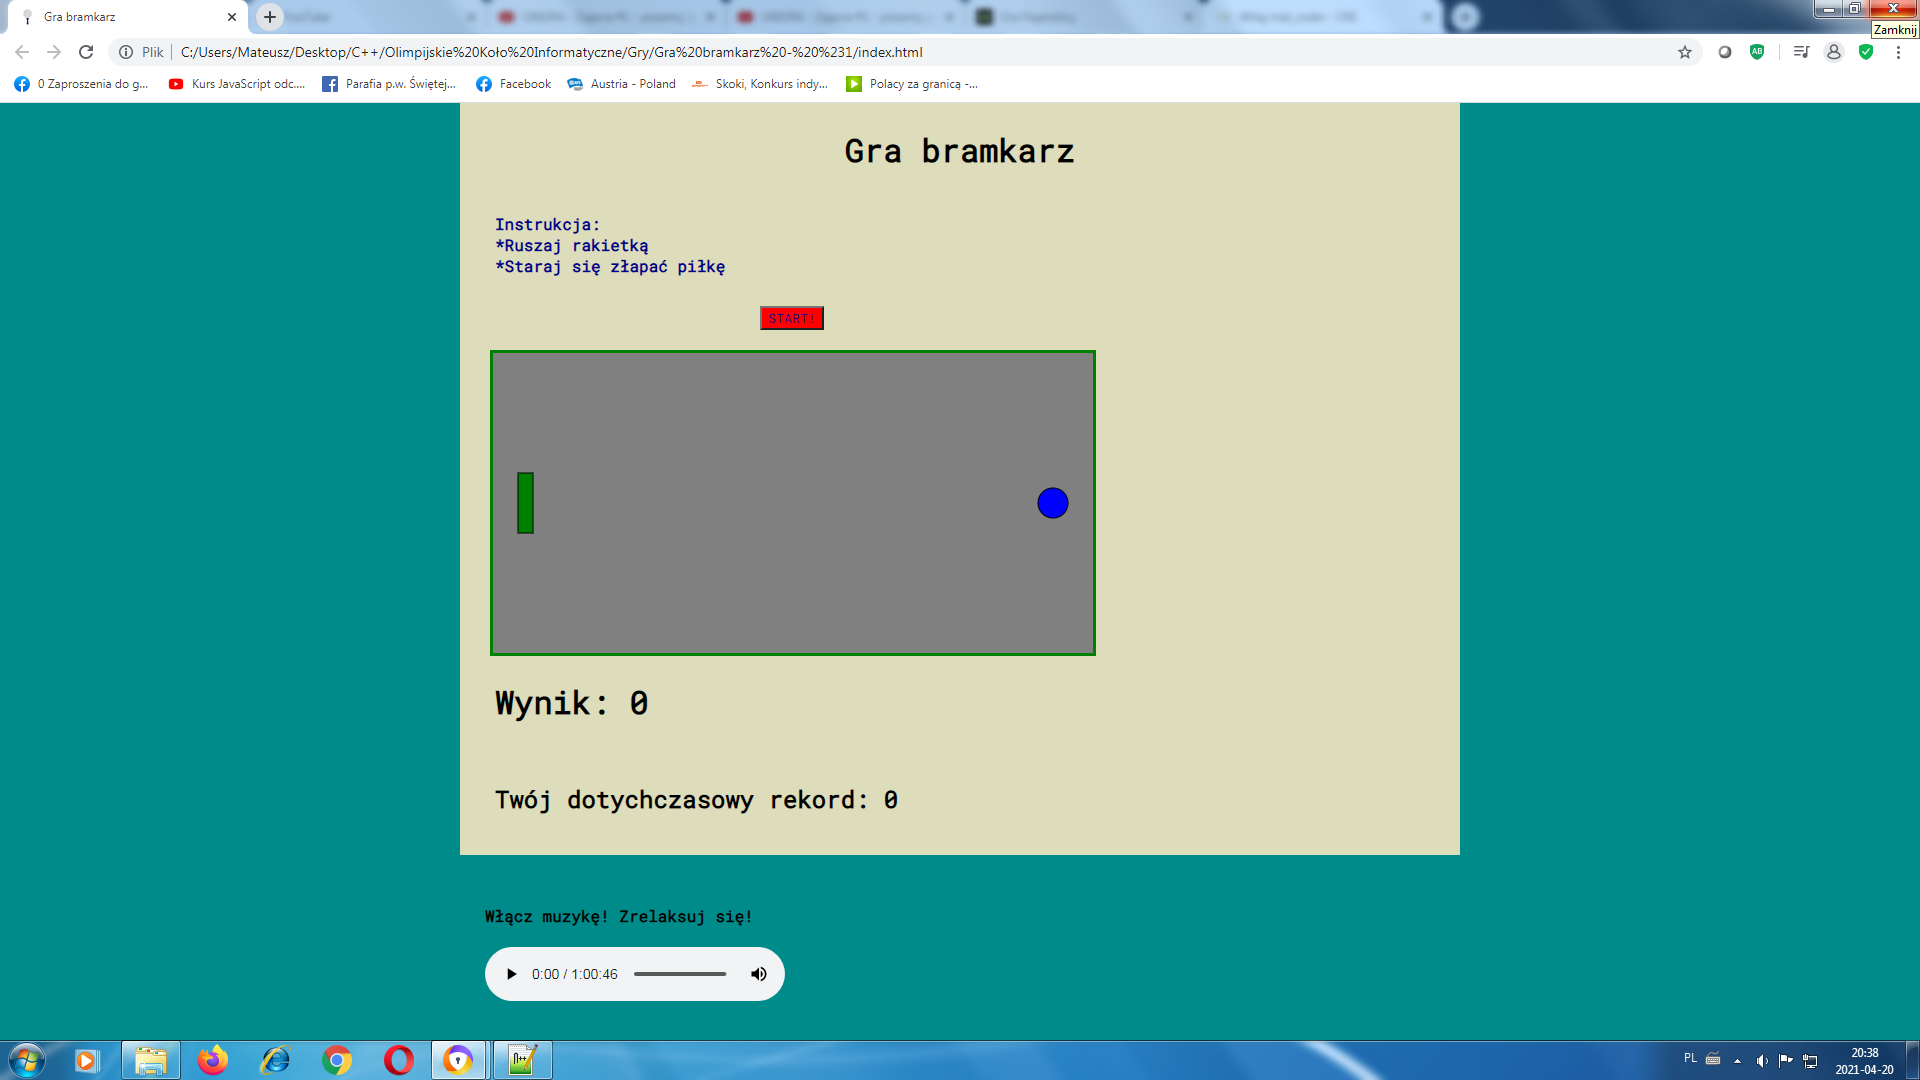 Gra bramkarz
Zamknij
Plik
C:/Users/Mateusz/Desktop/C++/Olimpijskie%20Koło%20Informatyczne/Gry/Gra%20bramkarz%20-%20%231/index.html
AB
0 Zaproszenia do g...
Kurs JavaScript odc....
Parafia p.w. Świętej...
Facebook
Austria - Poland
Skoki, Konkurs indy...
Polacy za granicą -...
Gra bramkarz
Instrukcja:
*Ruszaj rakietką
*Staraj się złapać piłkę
START!
Wynik: 0
Twój dotychczasowy rekord: 0
Włącz muzykę! Zrelaksuj się!
0:00 / 1:00:46
PL
20:38
2021-04-20